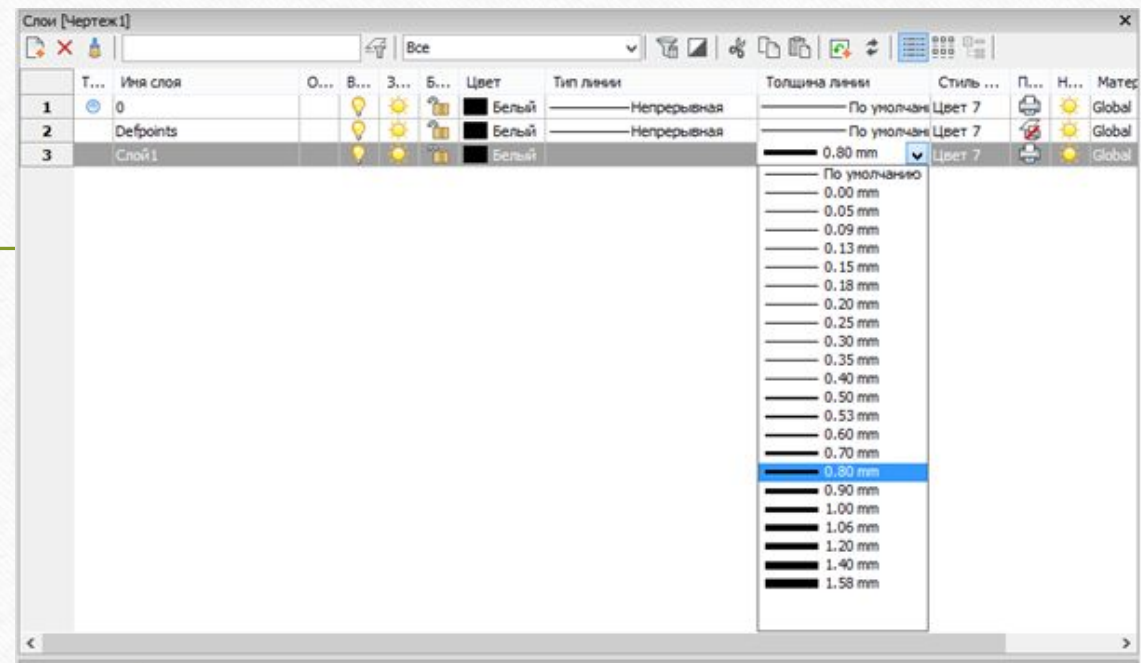 Слои [Чертеж1]
Все
Т... Имя слоя О... В... З... Б... Цвет Тип линии Толщина линии Стиль ... П... Н... Матер
1 0 Белый Непрерывная По умолчан Цвет 7 Global
2 Defpoints Белый Непрерывная По умолчан Цвет 7 Global
3 Слой1 Белый 0.80 mm Цвет 7 Global
По умолчанию
0.00 mm
0.05 mm
0.09 mm
0.13 mm
0.15 mm
0.18 mm
0.20 mm
0.25 mm
0.30 mm
0.35 mm
0.40 mm
0.50 mm
0.53 mm
0.60 mm
0.70 mm
0.80 mm
0.90 mm
1.00 mm
1.06 mm
1.20 mm
1.40 mm
1.58 mm